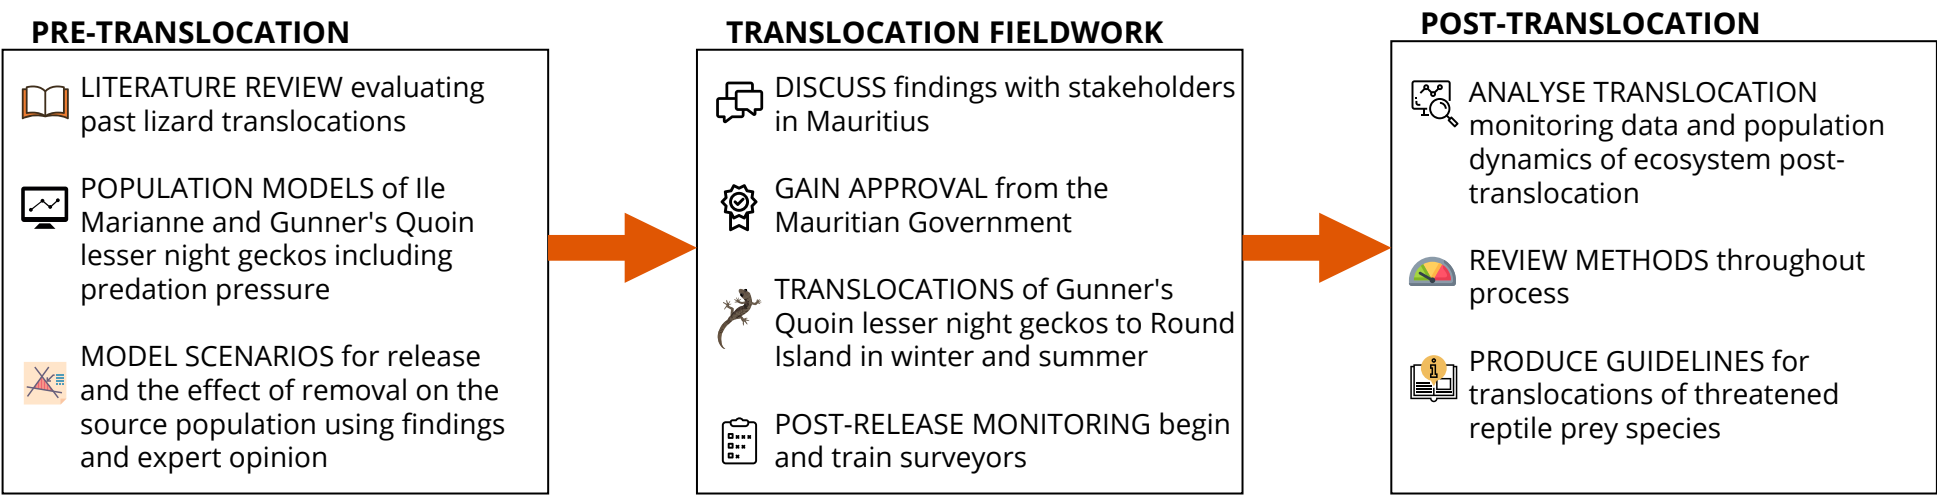 PRE-TRANSLOCATION
LITERATURE REVIEW evaluating
past lizard translocations
POPULATION MODELS of Ile
Marianne and Gunner's Quoin
lesser night geckos including
predation pressure
MODEL SCENARIOS for release
and the effect of removal on the
source population using findings
and expert opinion
TRANSLOCATION FIELDWORK
DISCUSS findings with stakeholders
in Mauritius
GAIN APPROVAL from the
Mauritian Government
TRANSLOCATIONS of Gunner's
Quoin lesser night geckos to Round
Island in winter and summer
POST-RELEASE MONITORING begin
and train surveyors
POST-TRANSLOCATION
ANALYSE TRANSLOCATION
monitoring data and population
dynamics of ecosystem post-
translocation
REVIEW METHODS throughout
process
PRODUCE GUIDELINES for
translocations of threatened
reptile prey species